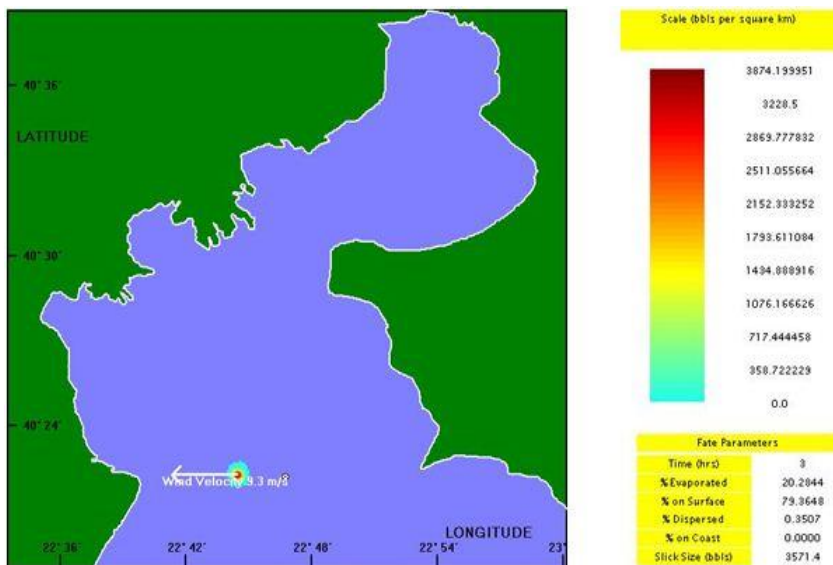 40° 36'
LATITUDE
40° 30'
40° 24'
Wind Velocity 9.3 m/s
LONGITUDE
22° 36' 22° 42' 22° 48' 22° 54' 23°
Scale (bbls per square km)
3874.199951
3228.5
2869.777832
2511.055664
2152.333252
1793.611084
1434.888916
1076.166626
717.444458
358.722229
0.0
Fate Parameters
Time (hrs) 3
% Evaporated 20.2844
% on Surface 79.3648
% Dispersed 0.3507
% on Coast 0.0000
Slick Size (bbls) 3571.4